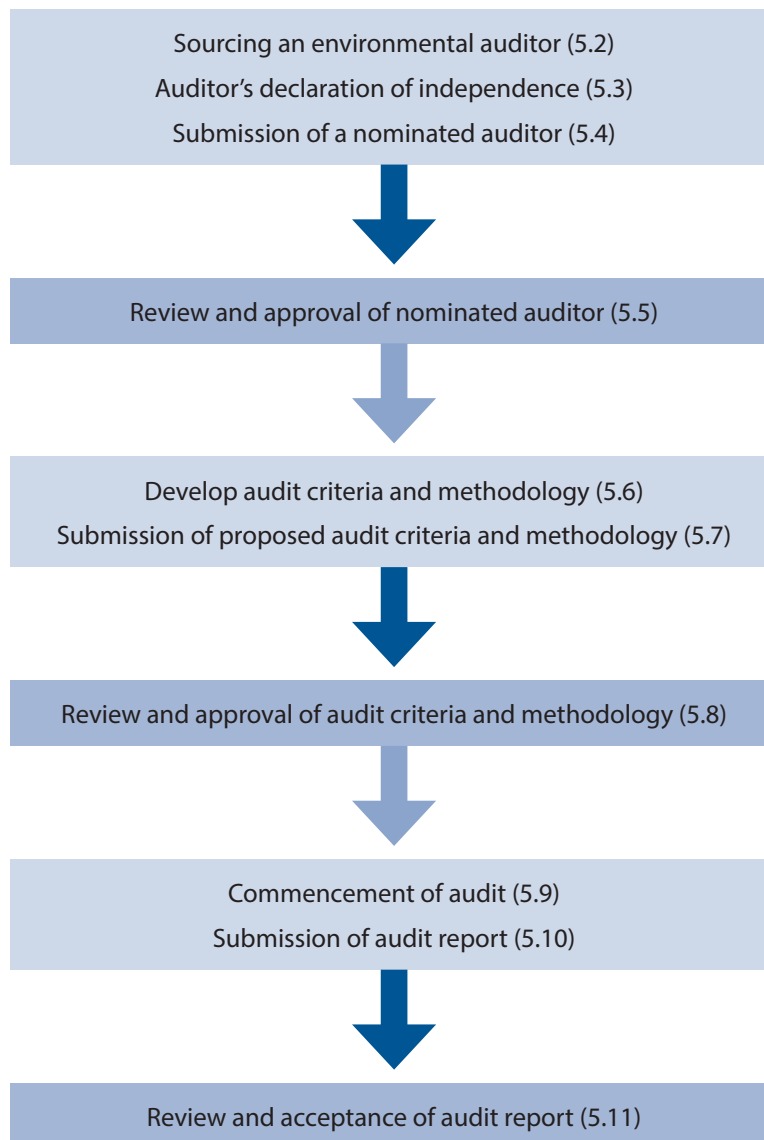 Sourcing an environmental auditor (5.2)
Auditor’s declaration of independence (5.3)
Submission of a nominated auditor (5.4)
Review and approval of nominated auditor (5.5)
Develop audit criteria and methodology (5.6)
Submission of proposed audit criteria and methodology (5.7)
Review and approval of audit criteria and methodology (5.8)
Commencement of audit (5.9)
Submission of audit report (5.10)
Review and acceptance of audit report (5.11)